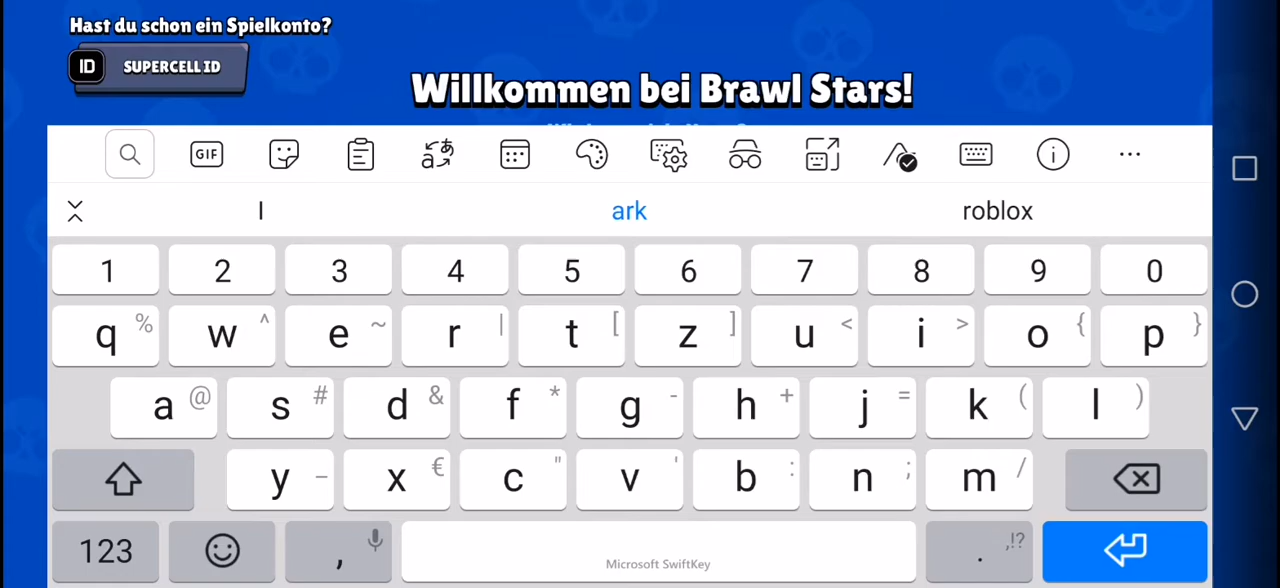 Hast du schon ein Spielkonto?
ID SUPERCELL ID
Willkommen bei Brawl Stars!
GIF
I ark roblox
1 2 3 4 5 6 7 8 9 0
q % w ^ e ~ r | t [ z ] u < i > o { p }
a @ s # d & f * g - h + j = k ( l )
y _ x € c " v ' b : n ; m /
123 , . ,!?
Microsoft SwiftKey